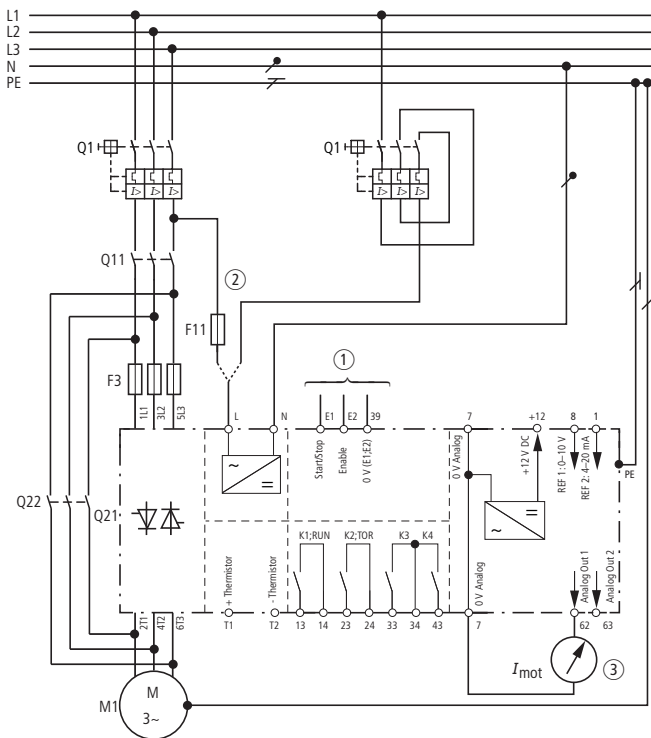 L1
L2
L3
N
PE
Q1
I> I> I>
Q1
I> I> I>
Q11
②
F11
①
F3
1L1
3L2
5L3
L
N
E1
E2
39
7
+12
8
1
Start/Stop
Enable
0 V (E1;E2)
0 V Analog
+12 V DC
REF 1: 0–10 V
REF 2: 4–20 mA
PE
~
=
=
~
Q22
Q21
K1;RUN
K2;TOR
K3
K4
+ Thermistor
- Thermistor
0 V Analog
Analog Out 1
Analog Out 2
2T1
4T2
6T3
T1
T2
13
14
23
24
33
34
43
7
62
63
M1
M
3~
Imot
③